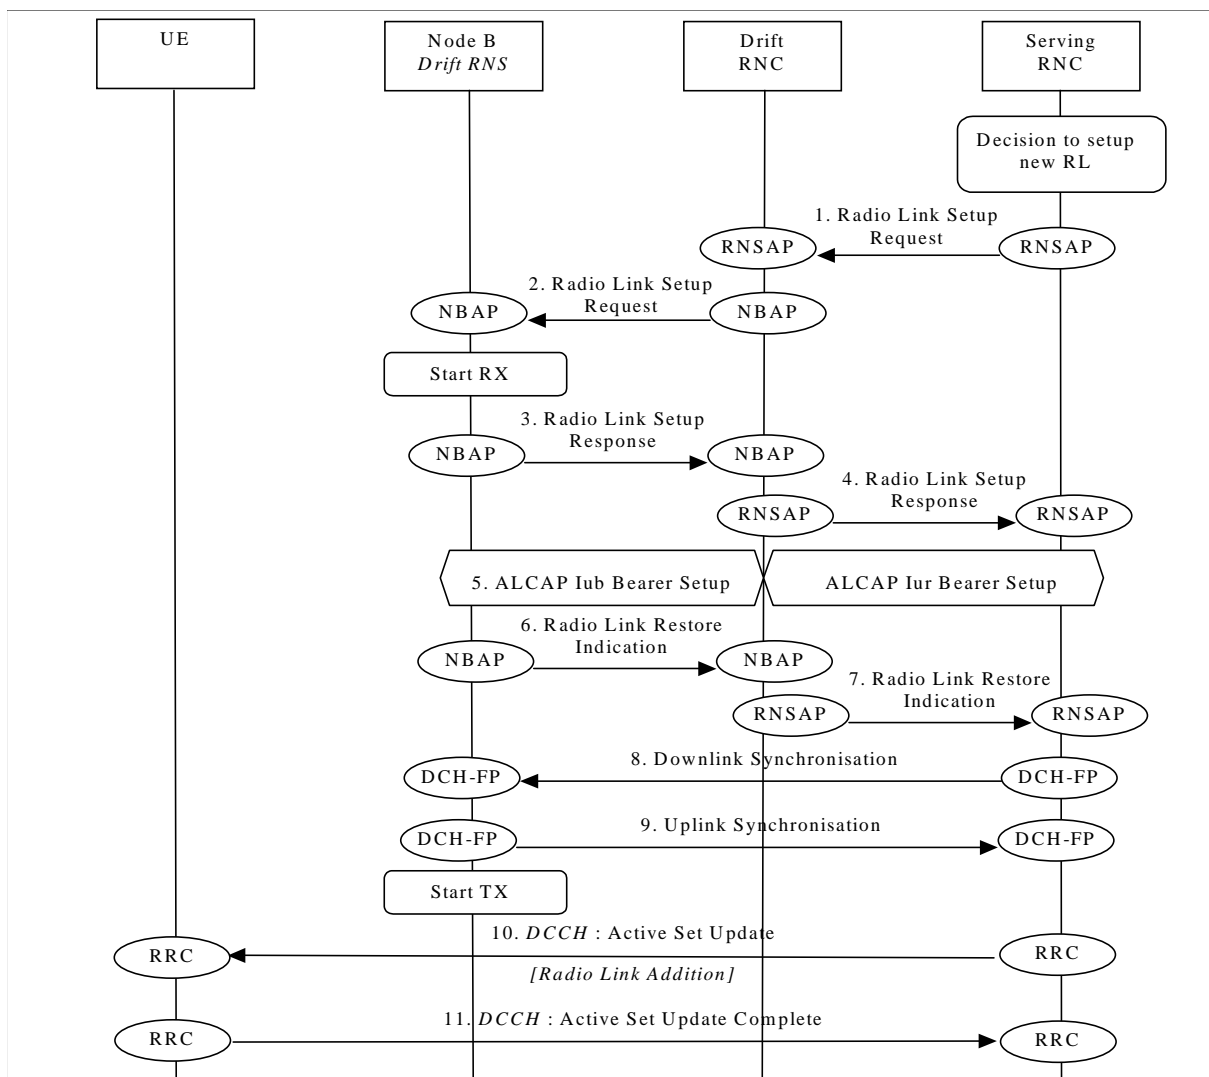 UE
Node B
Drift RNS
Drift
RNC
Serving
RNC
Decision to setup
new RL
1. Radio Link Setup
Request
RNSAP
RNSAP
2. Radio Link Setup
Request
NBAP
NBAP
Start RX
3. Radio Link Setup
Response
NBAP
NBAP
4. Radio Link Setup
Response
RNSAP
RNSAP
5. ALCAP Iub Bearer Setup
ALCAP Iur Bearer Setup
6. Radio Link Restore
Indication
NBAP
NBAP
7. Radio Link Restore
Indication
RNSAP
RNSAP
8. Downlink Synchronisation
DCH-FP
DCH-FP
9. Uplink Synchronisation
DCH-FP
DCH-FP
Start TX
10. DCCH : Active Set Update
RRC
RRC
[Radio Link Addition]
11. DCCH : Active Set Update Complete
RRC
RRC